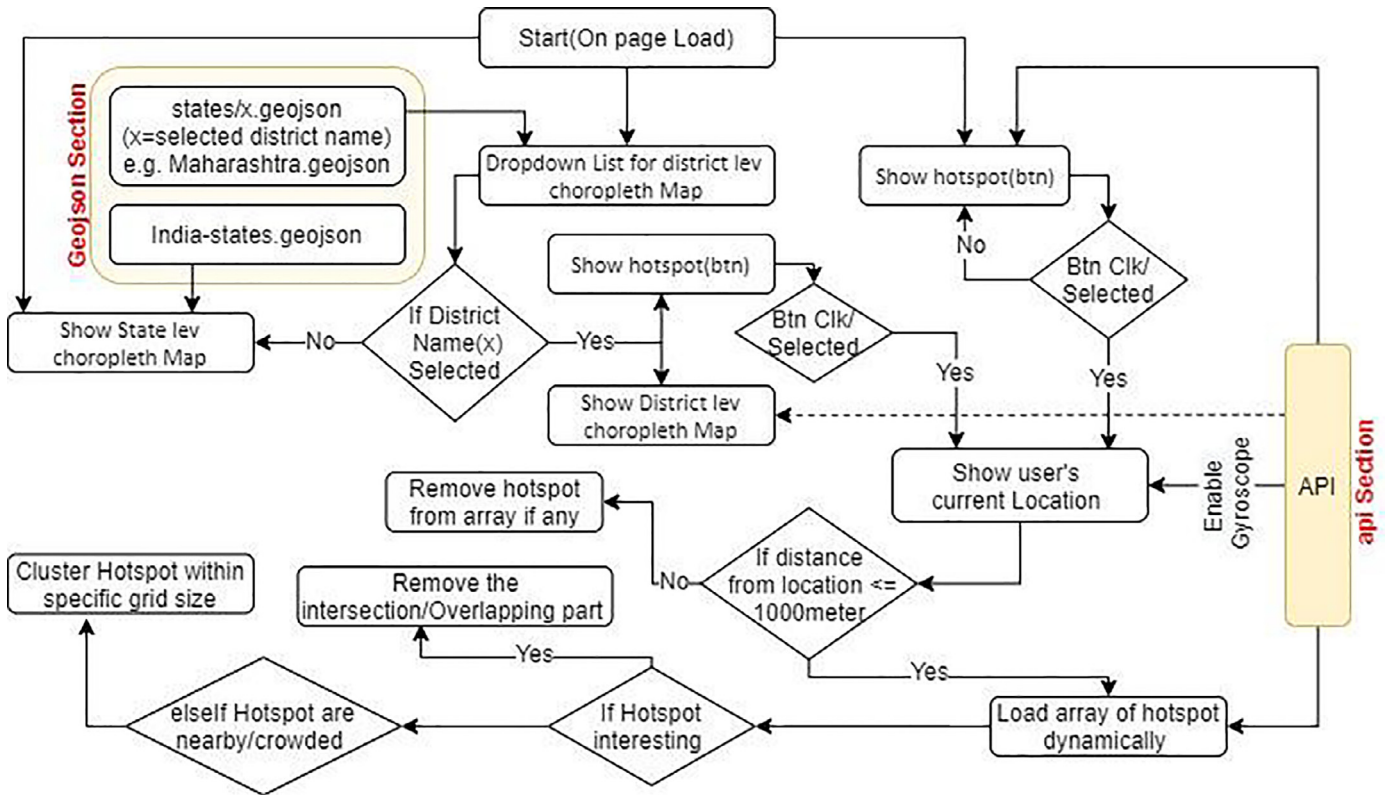 Start(On page Load)
Geojson Section
states/x.geojson
(x=selected district name)
e.g. Maharashtra.geojson
India-states.geojson
Dropdown List for district lev
choropleth Map
Show hotspot(btn)
No
Btn Clk/
Selected
Show hotspot(btn)
Btn Clk/
Selected
Show State lev
choropleth Map
No
If District
Name(x)
Selected
Yes
Show District lev
choropleth Map
Yes
Yes
Show user's
current Location
Enable
Gyroscope
API
api Section
Remove hotspot
from array if any
No
If distance
from location <=
1000meter
Cluster Hotspot within
specific grid size
Remove the
intersection/Overlapping part
Yes
Yes
elseIf Hotspot are
nearby/crowded
If Hotspot
interesting
Load array of hotspot
dynamically